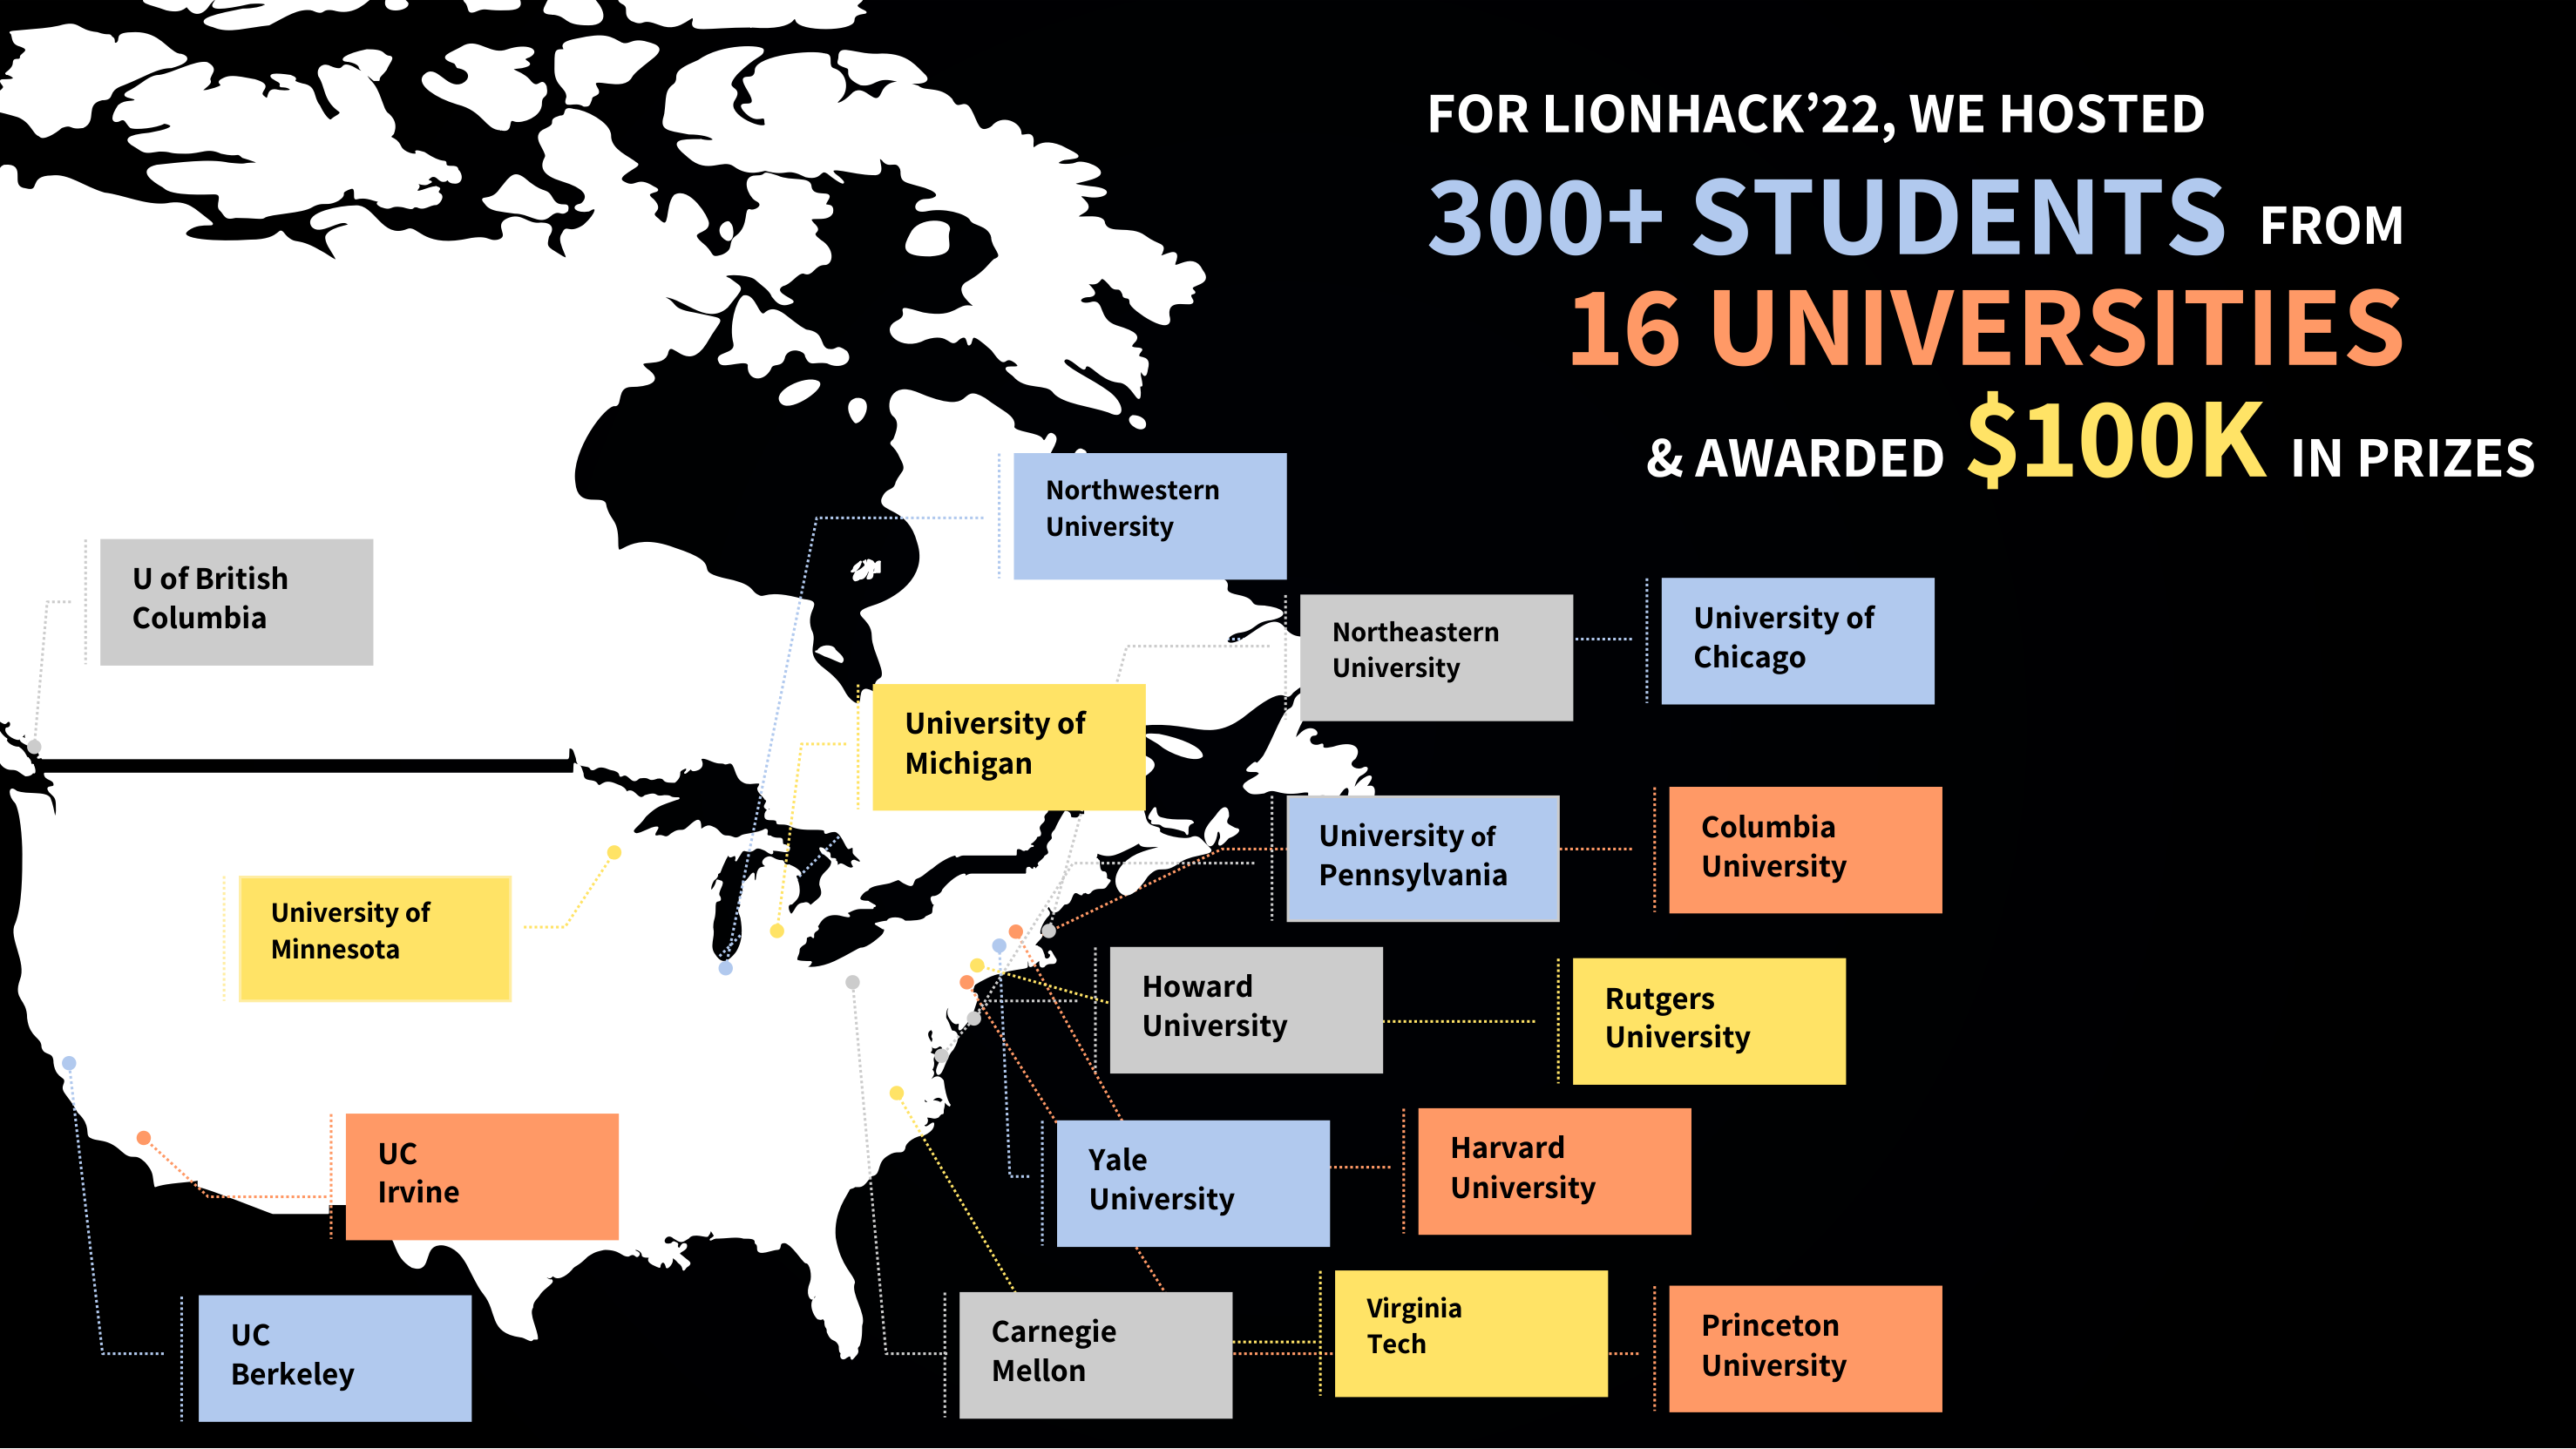 FOR LIONHACK’22, WE HOSTED
300+ STUDENTS FROM
16 UNIVERSITIES
& AWARDED $100K IN PRIZES
Northwestern
University
U of British
Columbia
Northeastern
University
University of
Chicago
University of
Michigan
University of
Pennsylvania
Columbia
University
University of
Minnesota
Howard
University
Rutgers
University
UC
Irvine
Yale
University
Harvard
University
UC
Berkeley
Carnegie
Mellon
Virginia
Tech
Princeton
University